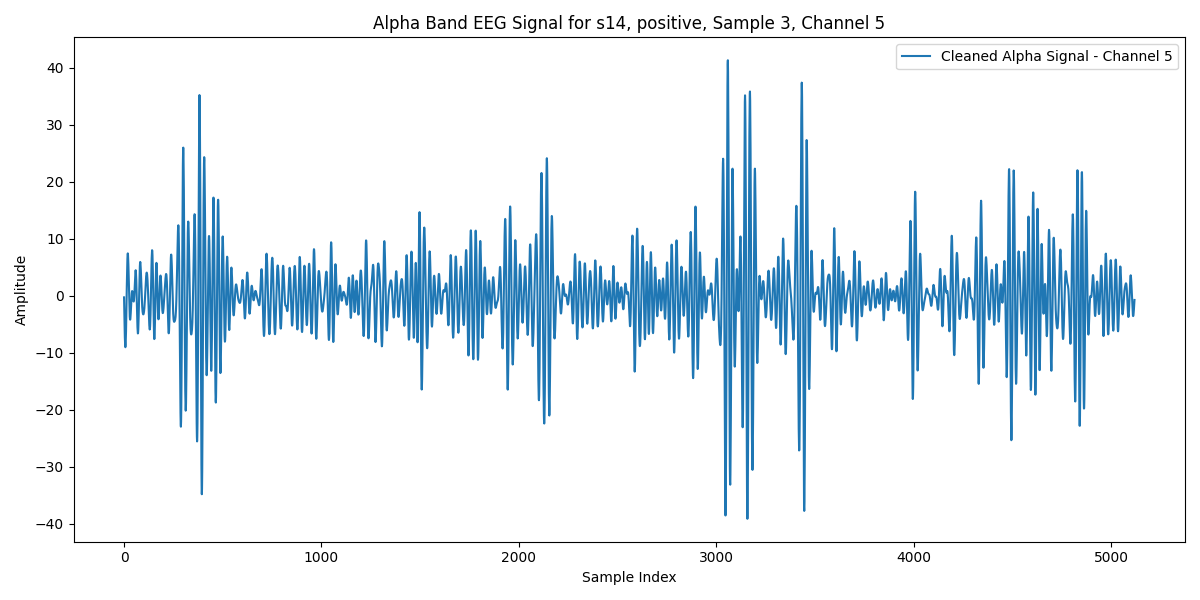 Alpha Band EEG Signal for s14, positive, Sample 3, Channel 5
Cleaned Alpha Signal - Channel 5
Amplitude
40
30
20
10
0
−10
−20
−30
−40
0 1000 2000 3000 4000 5000
Sample Index